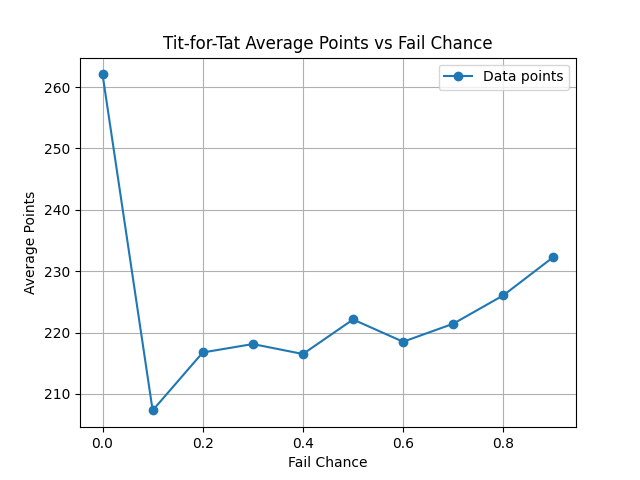 Tit-for-Tat Average Points vs Fail Chance
Data points
260
250
240
230
220
210
Average Points
0.0 0.2 0.4 0.6 0.8
Fail Chance